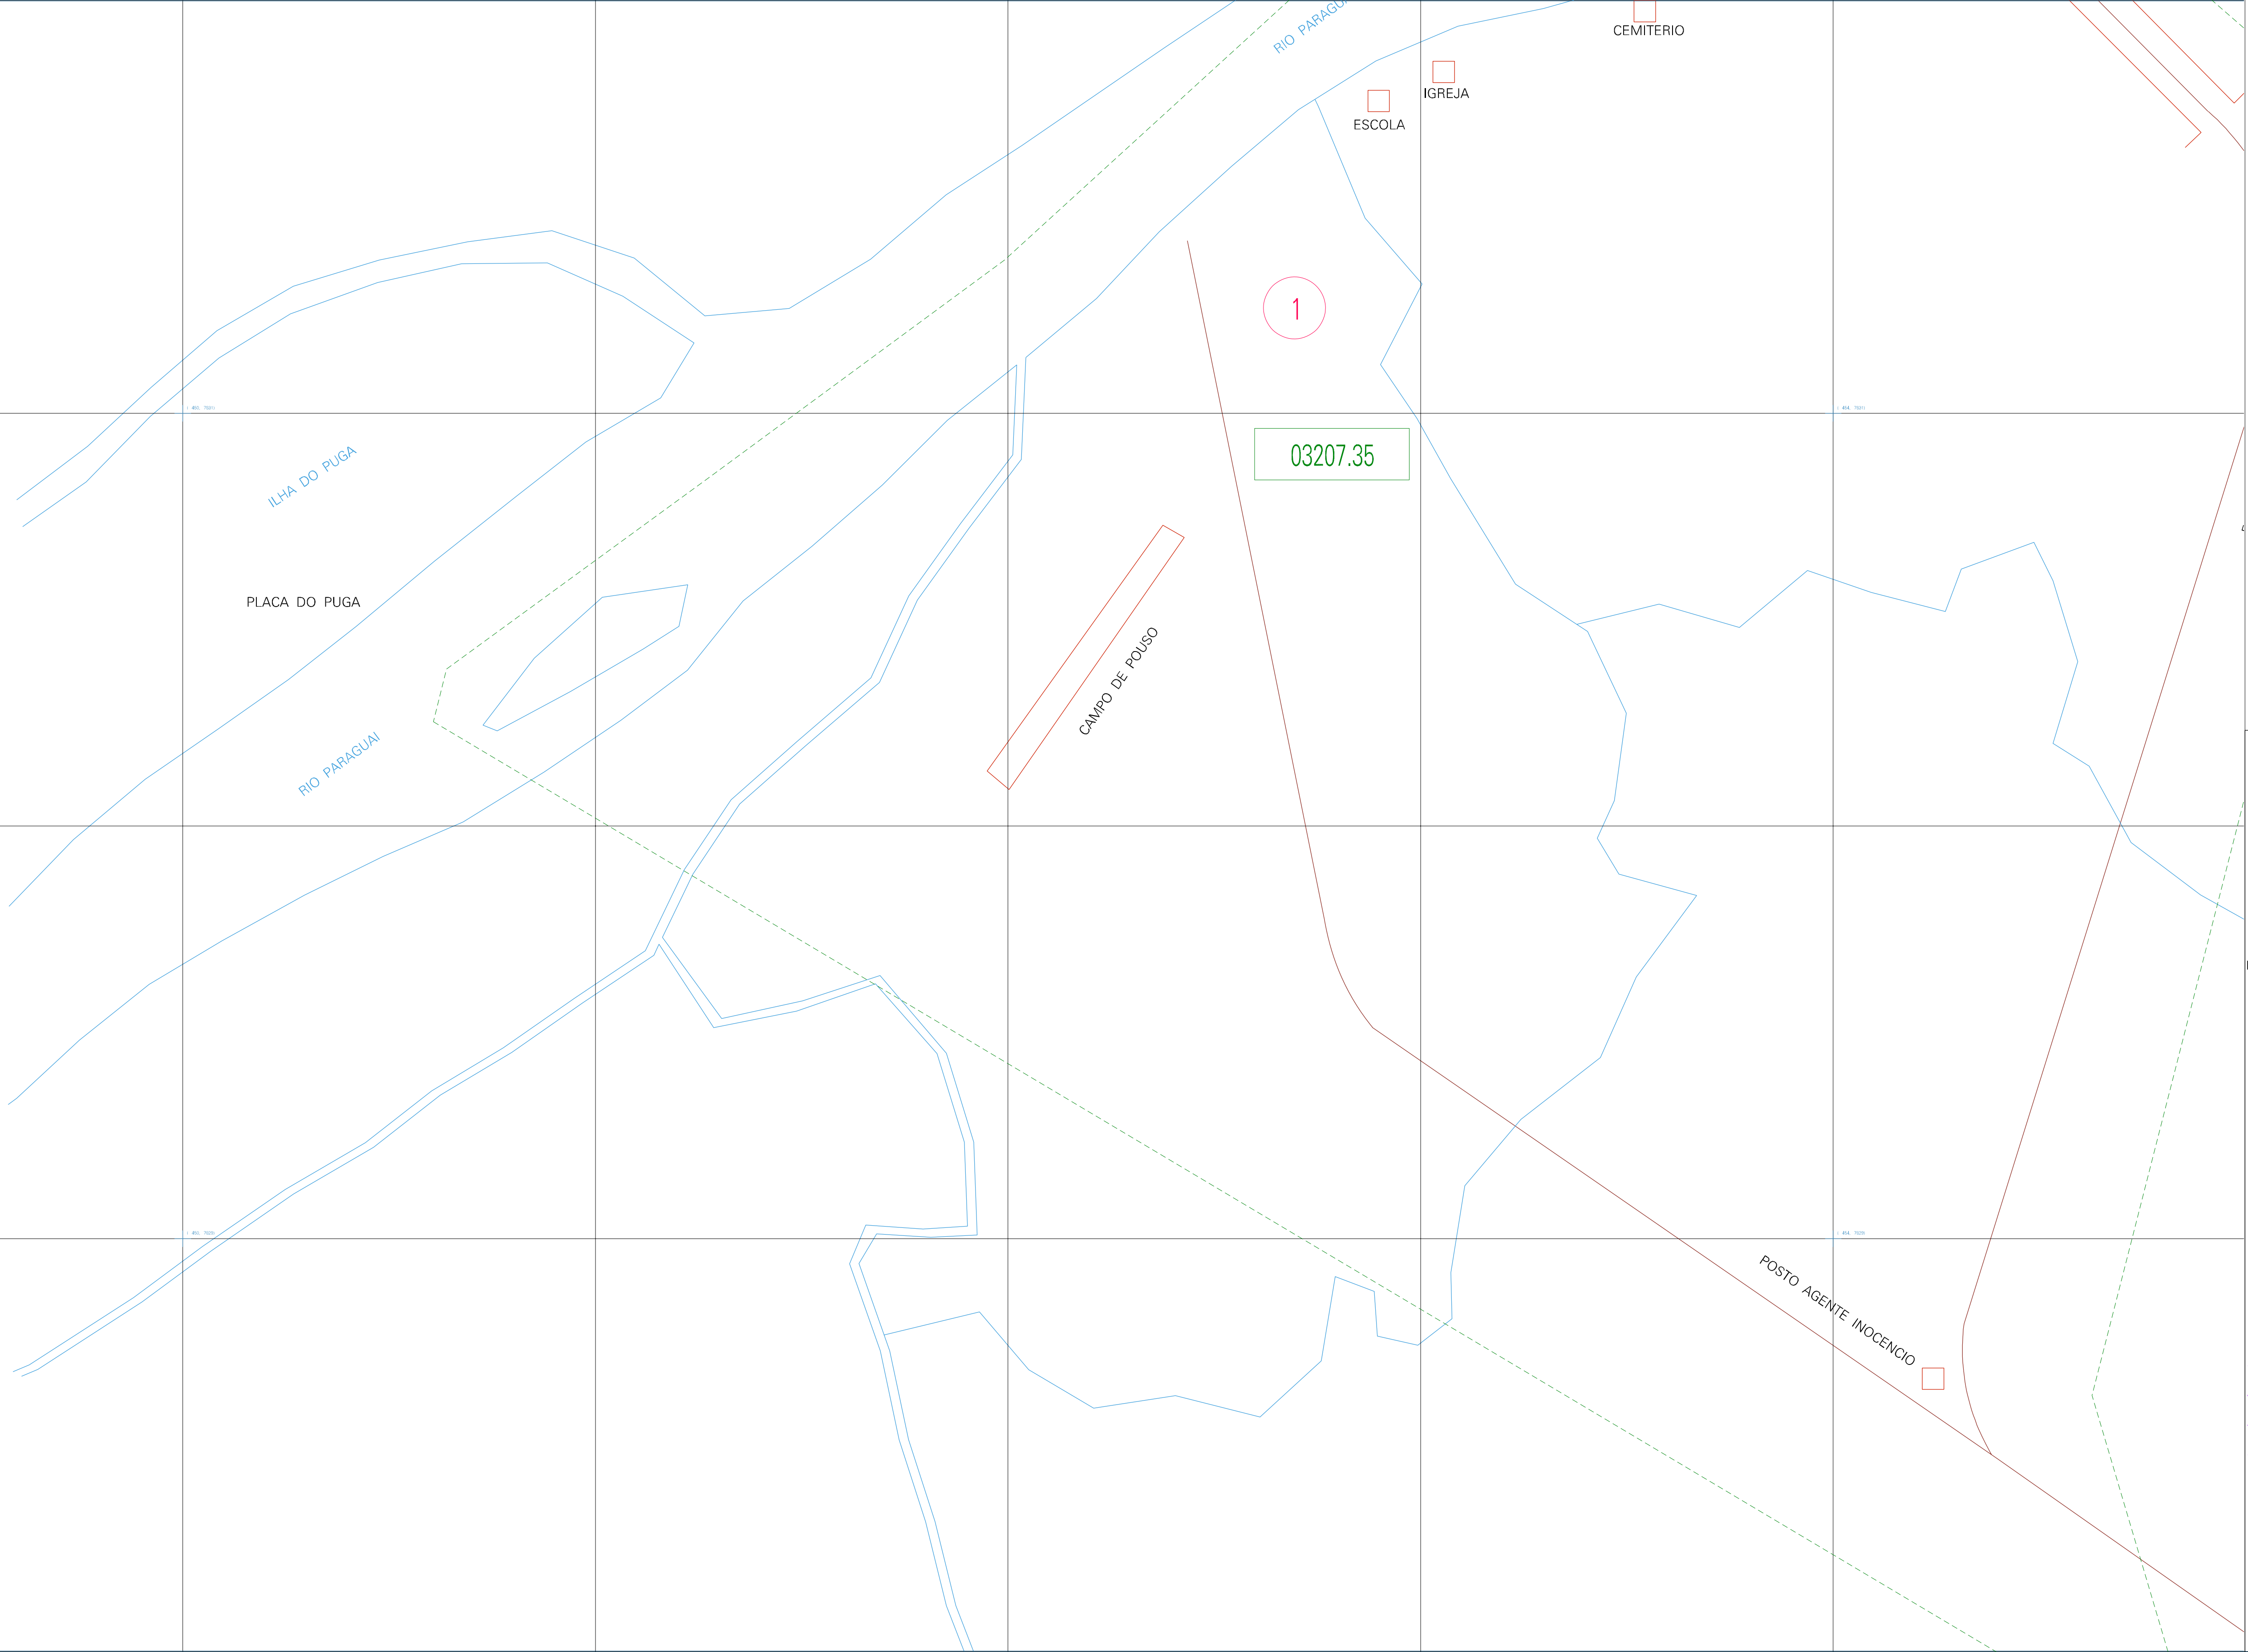 RIO PARAGU
CEMITERIO
IGREJA
ESCOLA
1
03207.35
ILHA DO PUGA
PLACA DO PUGA
CAMPO DE POUSO
RIO PARAGUAI
POSTO AGENTE INOCENCIO